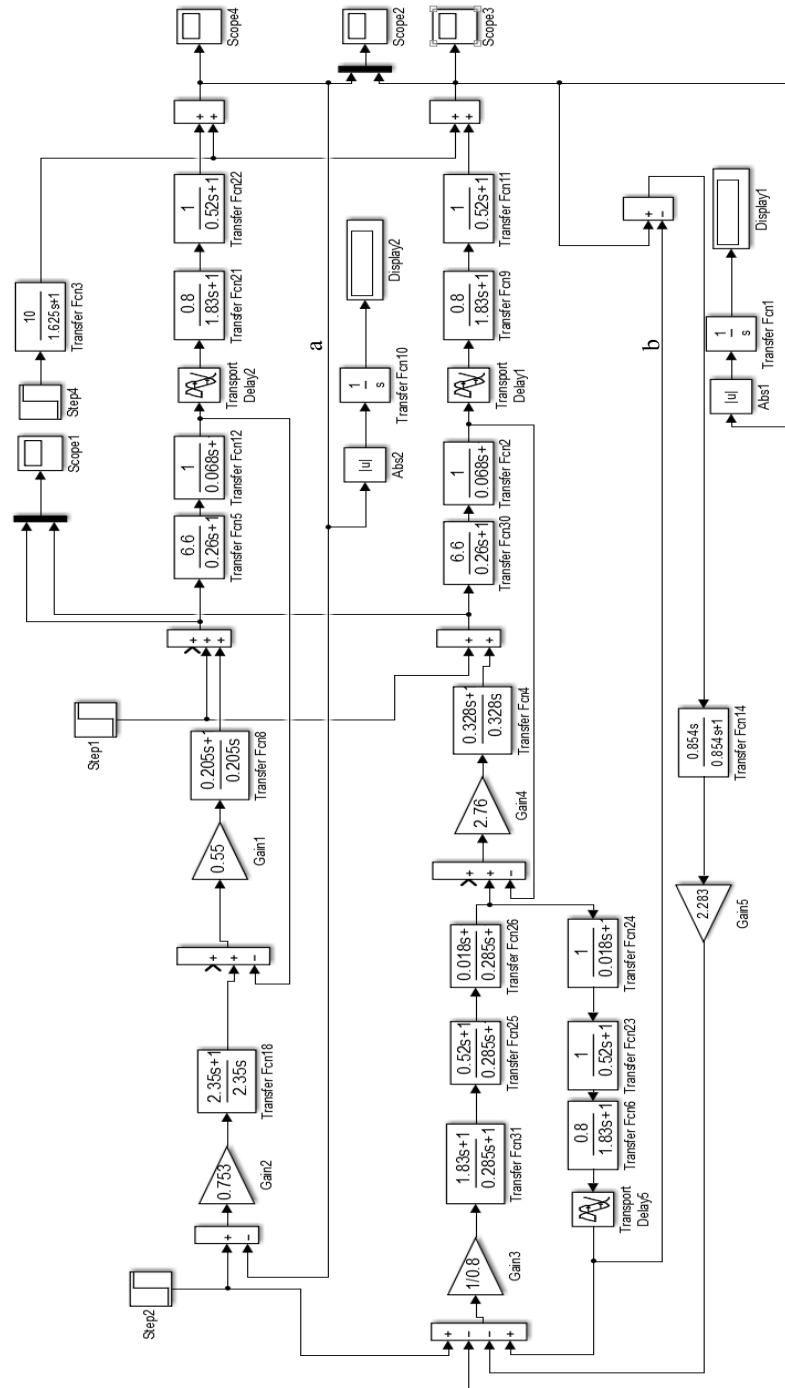 Step4
10
1.625s+1
Transfer Fcn3
Scope1
Step1
Step2
+
-
0.753
Gain2
2.35s+1
2.35s
Transfer Fcn18
+
-
0.55
Gain1
0.205s+1
0.205s
Transfer Fcn8
+
+
6.6
0.26s+1
Transfer Fcn5
1
0.068s+
Transfer Fcn12
Transport
Delay2
0.8
1.83s+1
Transfer Fcn21
1
0.52s+1
Transfer Fcn22
+
+
Scope4
a
|u|
Abs2
1
s
Transfer Fcn10
Display2
Scope2
+
-
-
+
1/0.8
Gain3
1.83s+1
0.285s+1
Transfer Fcn31
0.52s+1
0.285s+
Transfer Fcn25
0.018s+
0.285s+
Transfer Fcn26
+
+
-
2.76
Gain4
0.328s+
0.328s
Transfer Fcn4
+
+
6.6
0.26s+1
Transfer Fcn30
1
0.068s+
Transfer Fcn2
Transport
Delay1
0.8
1.83s+1
Transfer Fcn9
1
0.52s+1
Transfer Fcn11
+
+
Scope3
Transport
Delay5
0.8
1.83s+1
Transfer Fcn6
1
0.52s+1
Transfer Fcn23
1
0.018s+
Transfer Fcn24
b
+
-
2.283
Gain5
0.854s
0.854s+1
Transfer Fcn14
|u|
Abs1
1
s
Transfer Fcn1
Display1